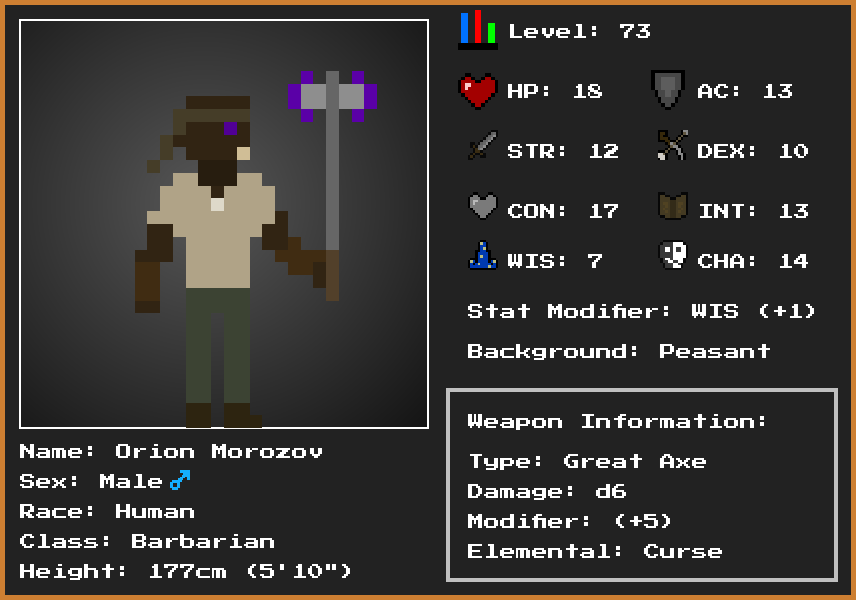 Level: 73
HP: 18
AC: 13
STR: 12
DEX: 10
CON: 17
INT: 13
WIS: 7
CHA: 14
Stat Modifier: WIS (+1)
Background: Peasant
Weapon Information:
Type: Great Axe
Damage: d6
Modifier: (+5)
Elemental: Curse
Name: Orion Morozov
Sex: Male♂
Race: Human
Class: Barbarian
Height: 177cm (5'10")